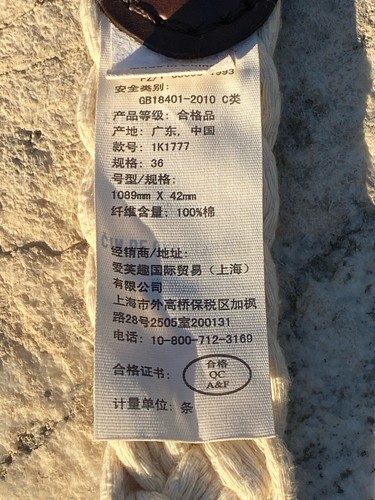 安全类别:
GB18401-2010 C类
产品等级: 合格品
产地: 广东, 中国
款号: 1K1777
规格: 36
号型/规格:
1089mm X 42mm
纤维含量: 100%棉
经销商/地址:
爱芙趣国际贸易 (上海)
有限公司
上海市外高桥保税区加枫
路28号2505室200131
电话: 10-800-712-3169
合格证书:
合格
QC
A&F
计量单位: 条